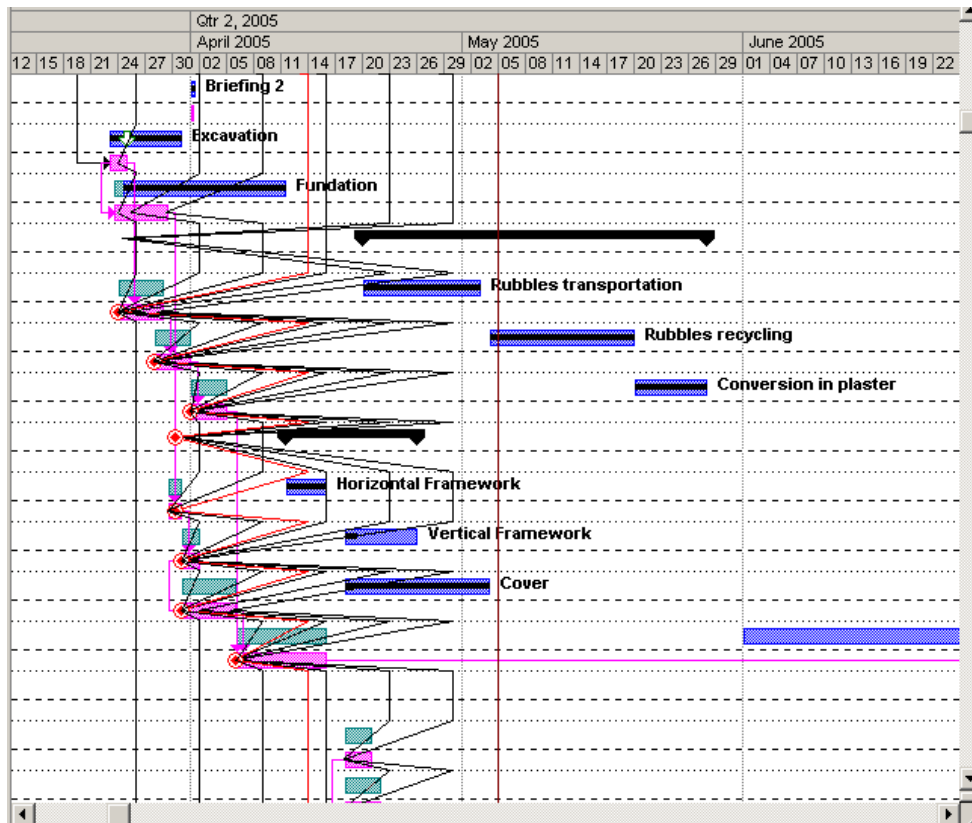 Qtr 2, 2005
April 2005 May 2005 June 2005
12 15 18 21 24 27 30 02 05 08 11 14 17 20 23 26 29 02 05 08 11 14 17 20 23 26 29 01 04 07 10 13 16 19 22
Briefing 2
Excavation
Fundation
Rubbles transportation
Rubbles recycling
Conversion in plaster
Horizontal Framework
Vertical Framework
Cover